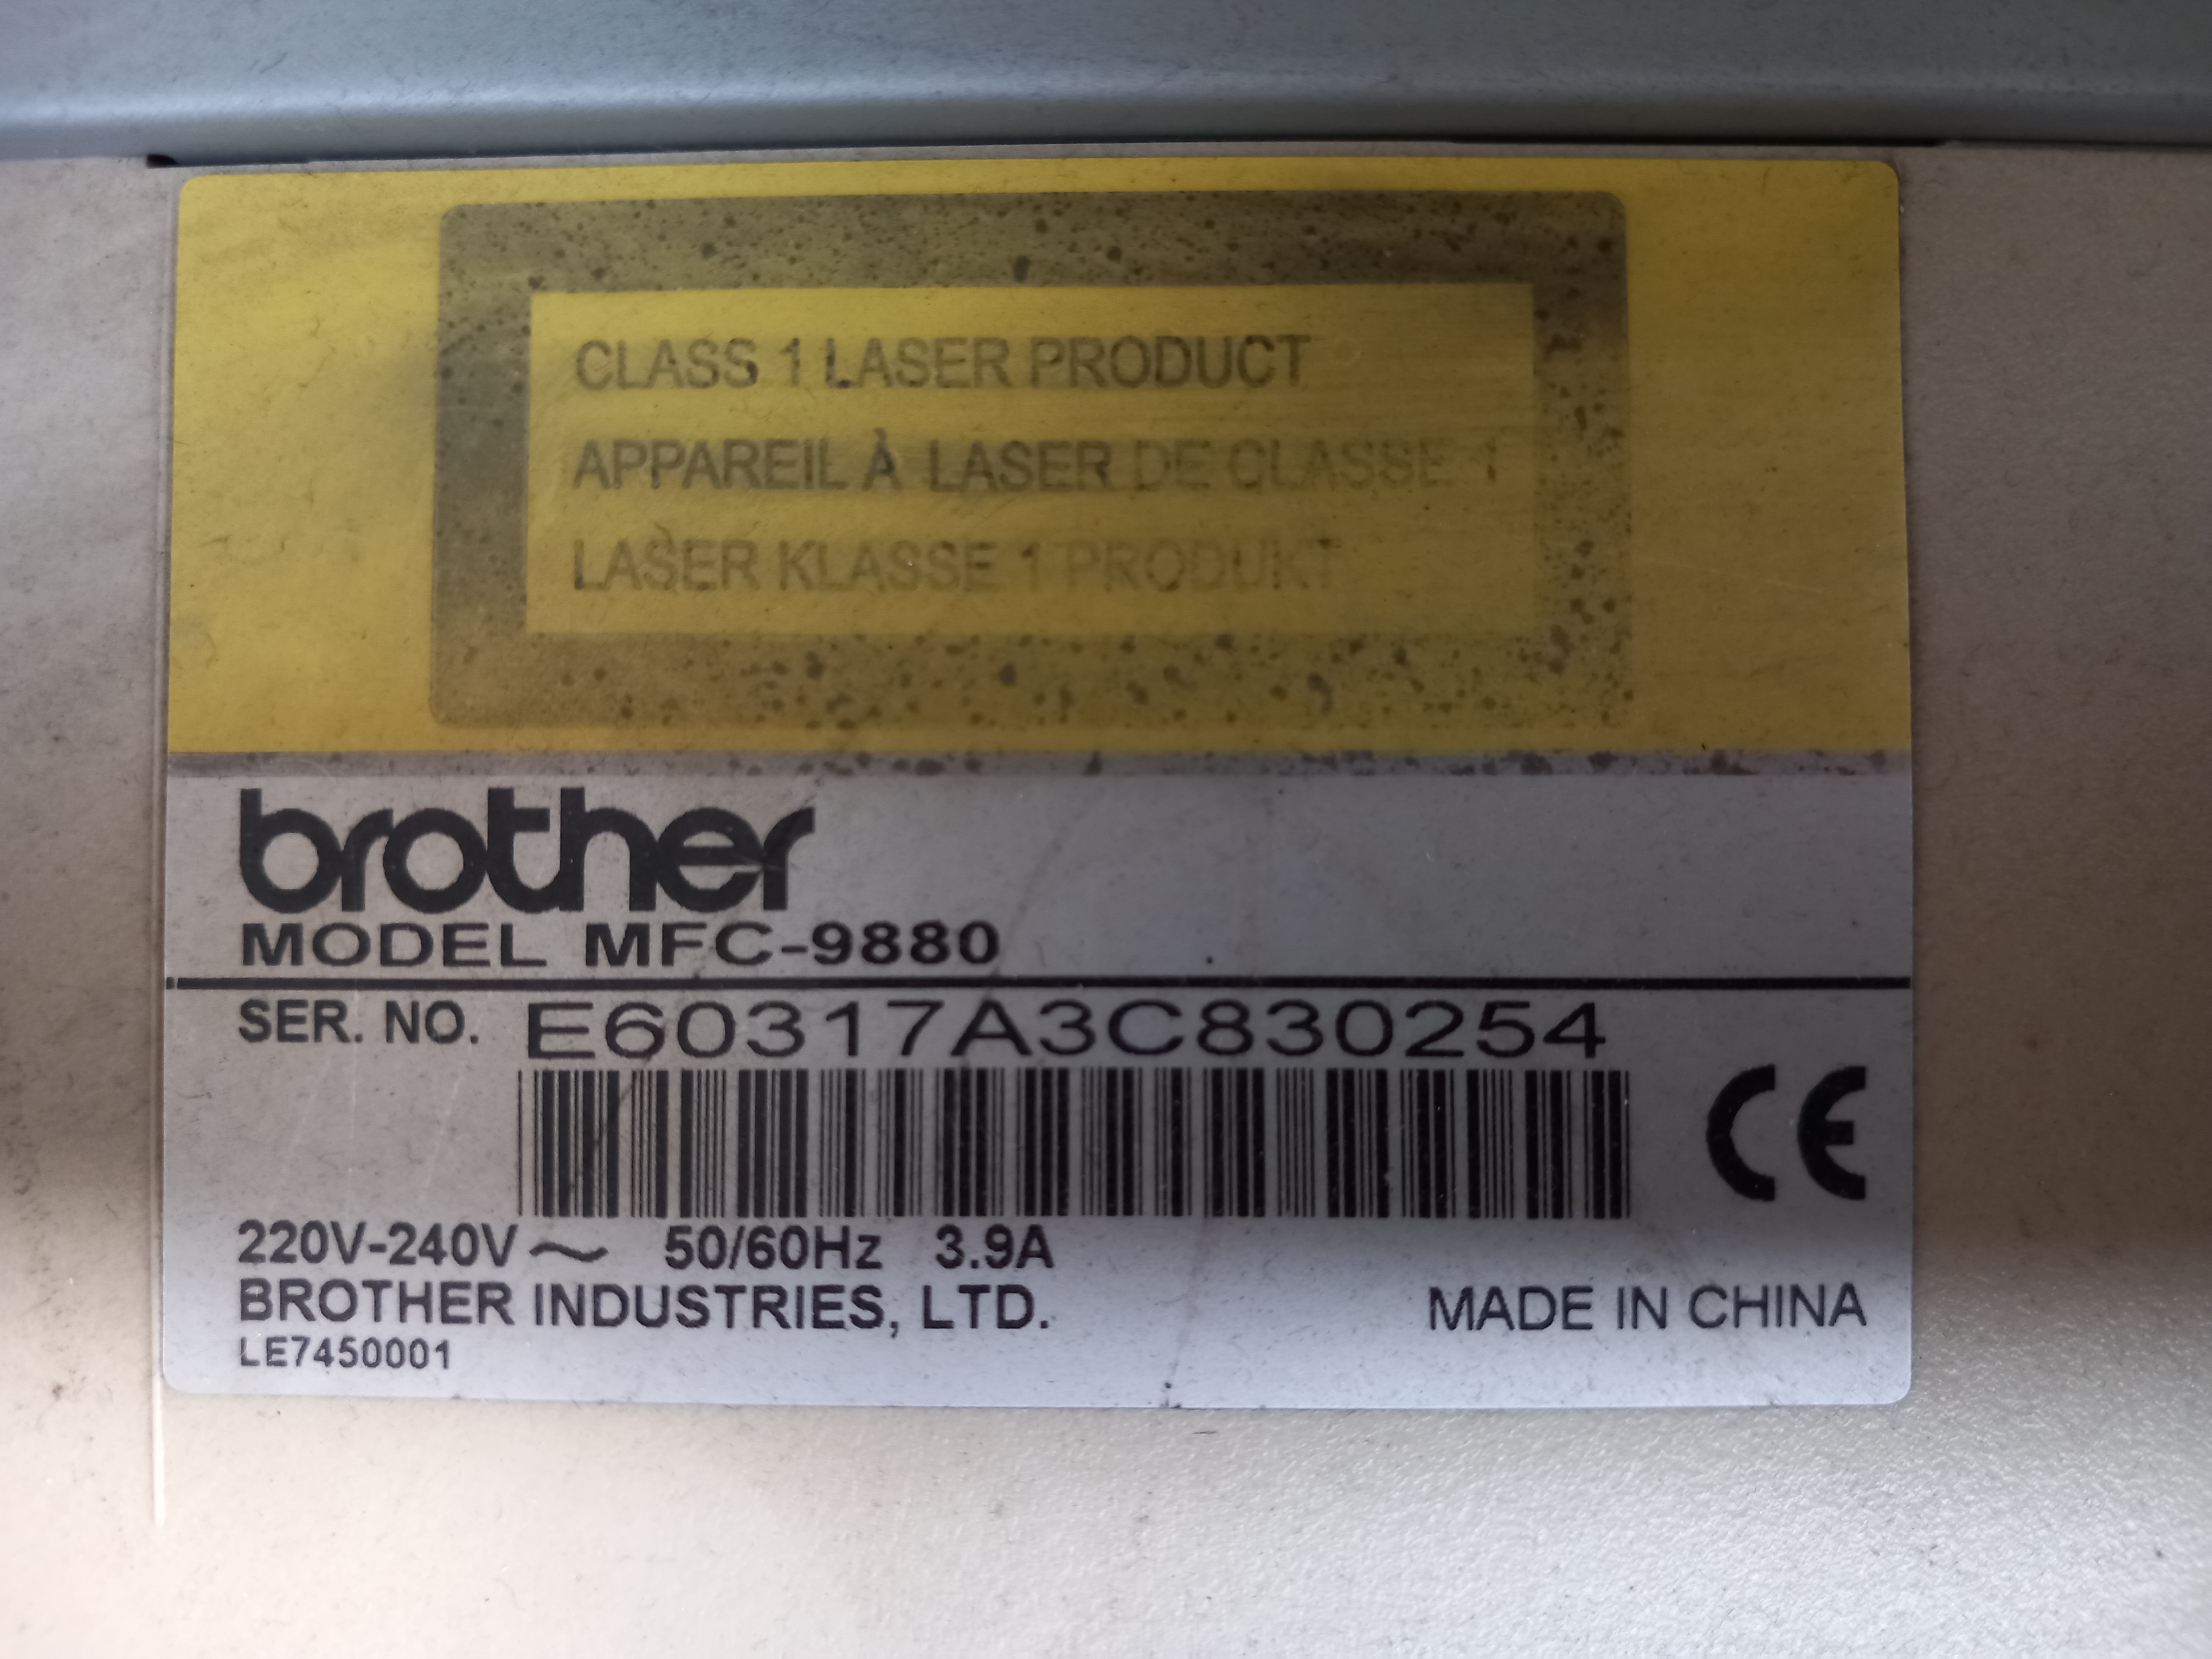 CLASS 1 LASER PRODUCT
APPAREIL À LASER DE CLASSE 1
LASER KLASSE 1 PRODUKT
brother
MODEL MFC-9880
SER. NO. E60317A3C830254
CE
220V-240V ~ 50/60Hz 3.9A
BROTHER INDUSTRIES, LTD. MADE IN CHINA
LE7450001